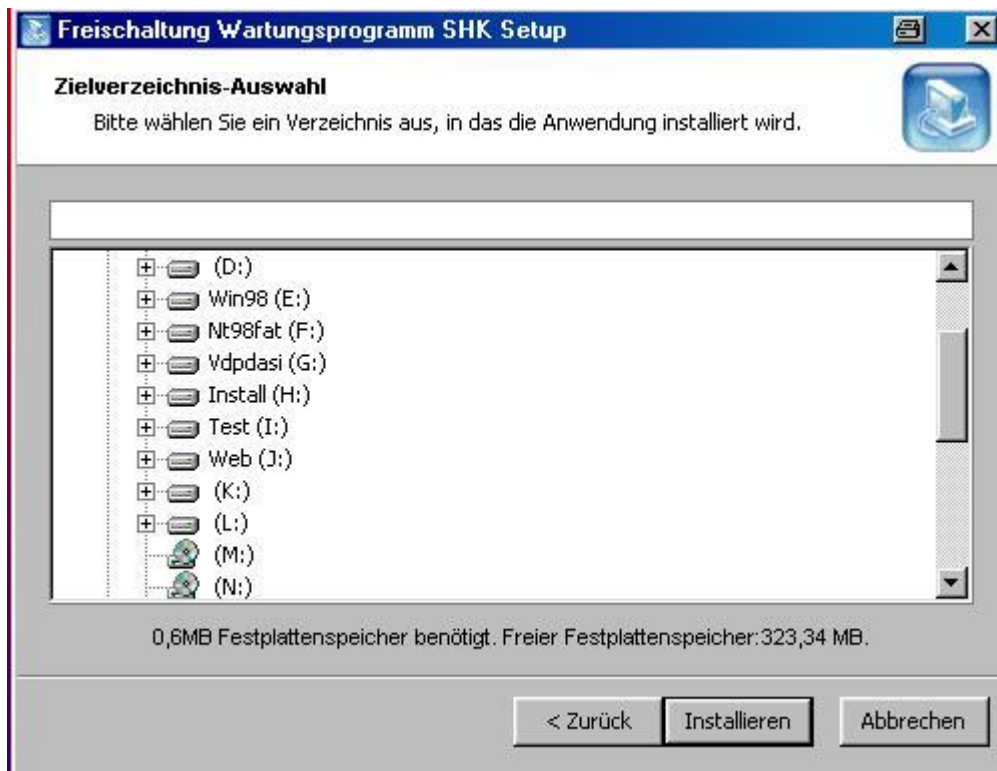 Freischaltung Wartungsprogramm SHK Setup
Zielverzeichnis-Auswahl
Bitte wählen Sie ein Verzeichnis aus, in das die Anwendung installiert wird.
(D:)
Win98 (E:)
Nt98fat (F:)
Vdpdasi (G:)
Install (H:)
Test (I:)
Web (J:)
(K:)
(L:)
(M:)
(N:)
0,6MB Festplattenspeicher benötigt. Freier Festplattenspeicher:323,34 MB.
< Zurück Installieren Abbrechen